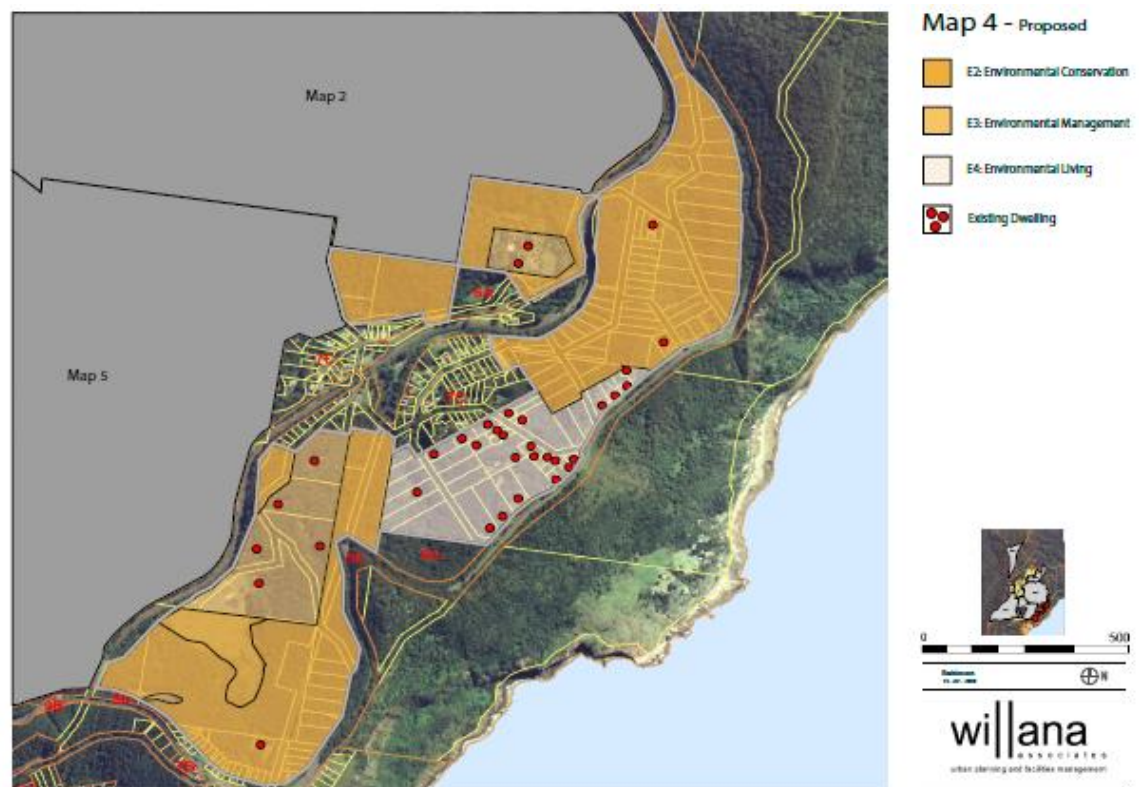 Map 4 - Proposed
E2: Environmental Conservation
E3: Environmental Management
E4: Environmental Living
Existing Dwelling
Map 2
Map 5
0 500
N
willana
associates
urban planning and facilities management